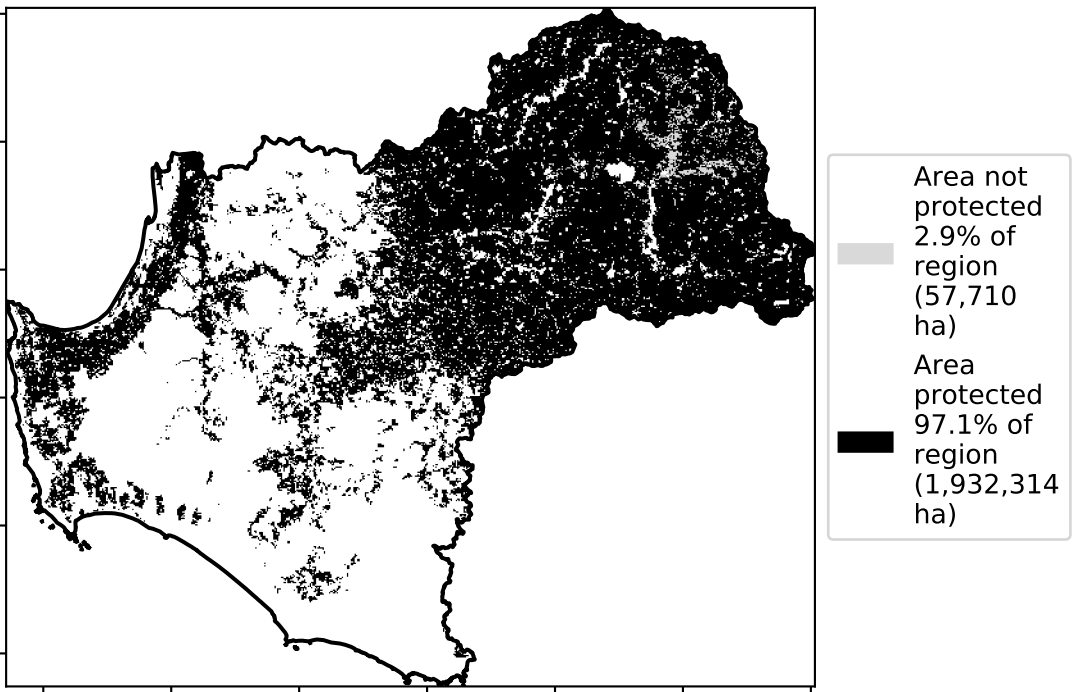 Area not
protected
2.9% of
region
(57,710
ha)
Area
protected
97.1% of
region
(1,932,314
ha)